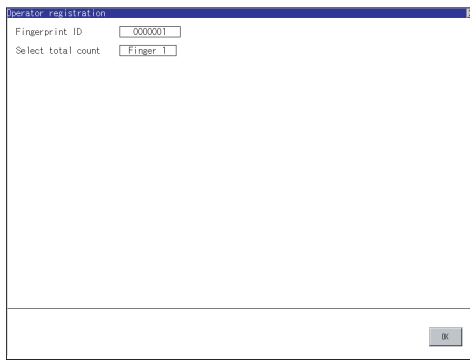 Operator registration
Fingerprint ID 0000001
Select total count Finger 1
OK